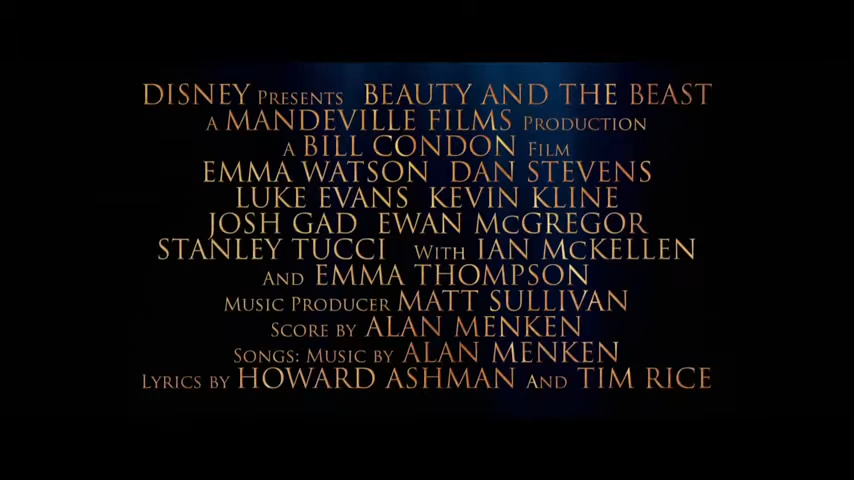 DISNEY PRESENTS BEAUTY AND THE BEAST
A MANDEVILLE FILMS PRODUCTION
A BILL CONDON FILM
EMMA WATSON DAN STEVENS
LUKE EVANS KEVIN KLINE
JOSH GAD EWAN McGREGOR
STANLEY TUCCI WITH IAN McKELLEN
AND EMMA THOMPSON
MUSIC PRODUCER MATT SULLIVAN
SCORE BY ALAN MENKEN
SONGS: MUSIC BY ALAN MENKEN
LYRICS BY HOWARD ASHMAN AND TIM RICE